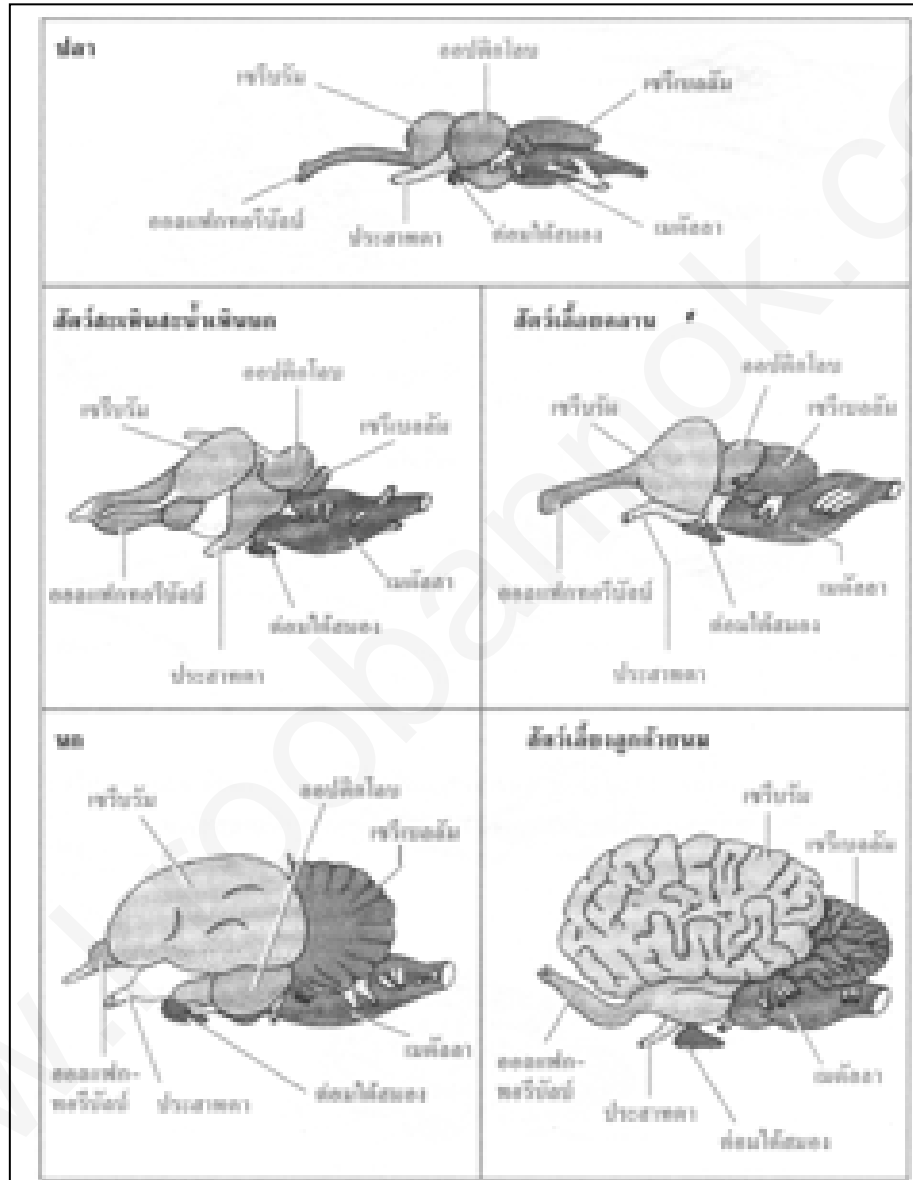 ปลา
ออปติกโลบ
เซรีบรัม
เซรีเบลลัม
ออลแฟกทอรีบัลบ์
ประสาทตา
ต่อมใต้สมอง
เมดัลลา
สัตว์สะเทินน้ำสะเทินบก
ออปติกโลบ
เซรีบรัม
เซรีเบลลัม
ออลแฟกทอรีบัลบ์
เมดัลลา
ต่อมใต้สมอง
ประสาทตา
สัตว์เลื้อยคลาน
ออปติกโลบ
เซรีบรัม
เซรีเบลลัม
ออลแฟกทอรีบัลบ์
เมดัลลา
ต่อมใต้สมอง
ประสาทตา
นก
ออปติกโลบ
เซรีบรัม
เซรีเบลลัม
เมดัลลา
ออลแฟก-
ทอรีบัลบ์
ประสาทตา
ต่อมใต้สมอง
สัตว์เลี้ยงลูกด้วยนม
เซรีบรัม
เซรีเบลลัม
ออลแฟก-
ทอรีบัลบ์
เมดัลลา
ประสาทตา
ต่อมใต้สมอง